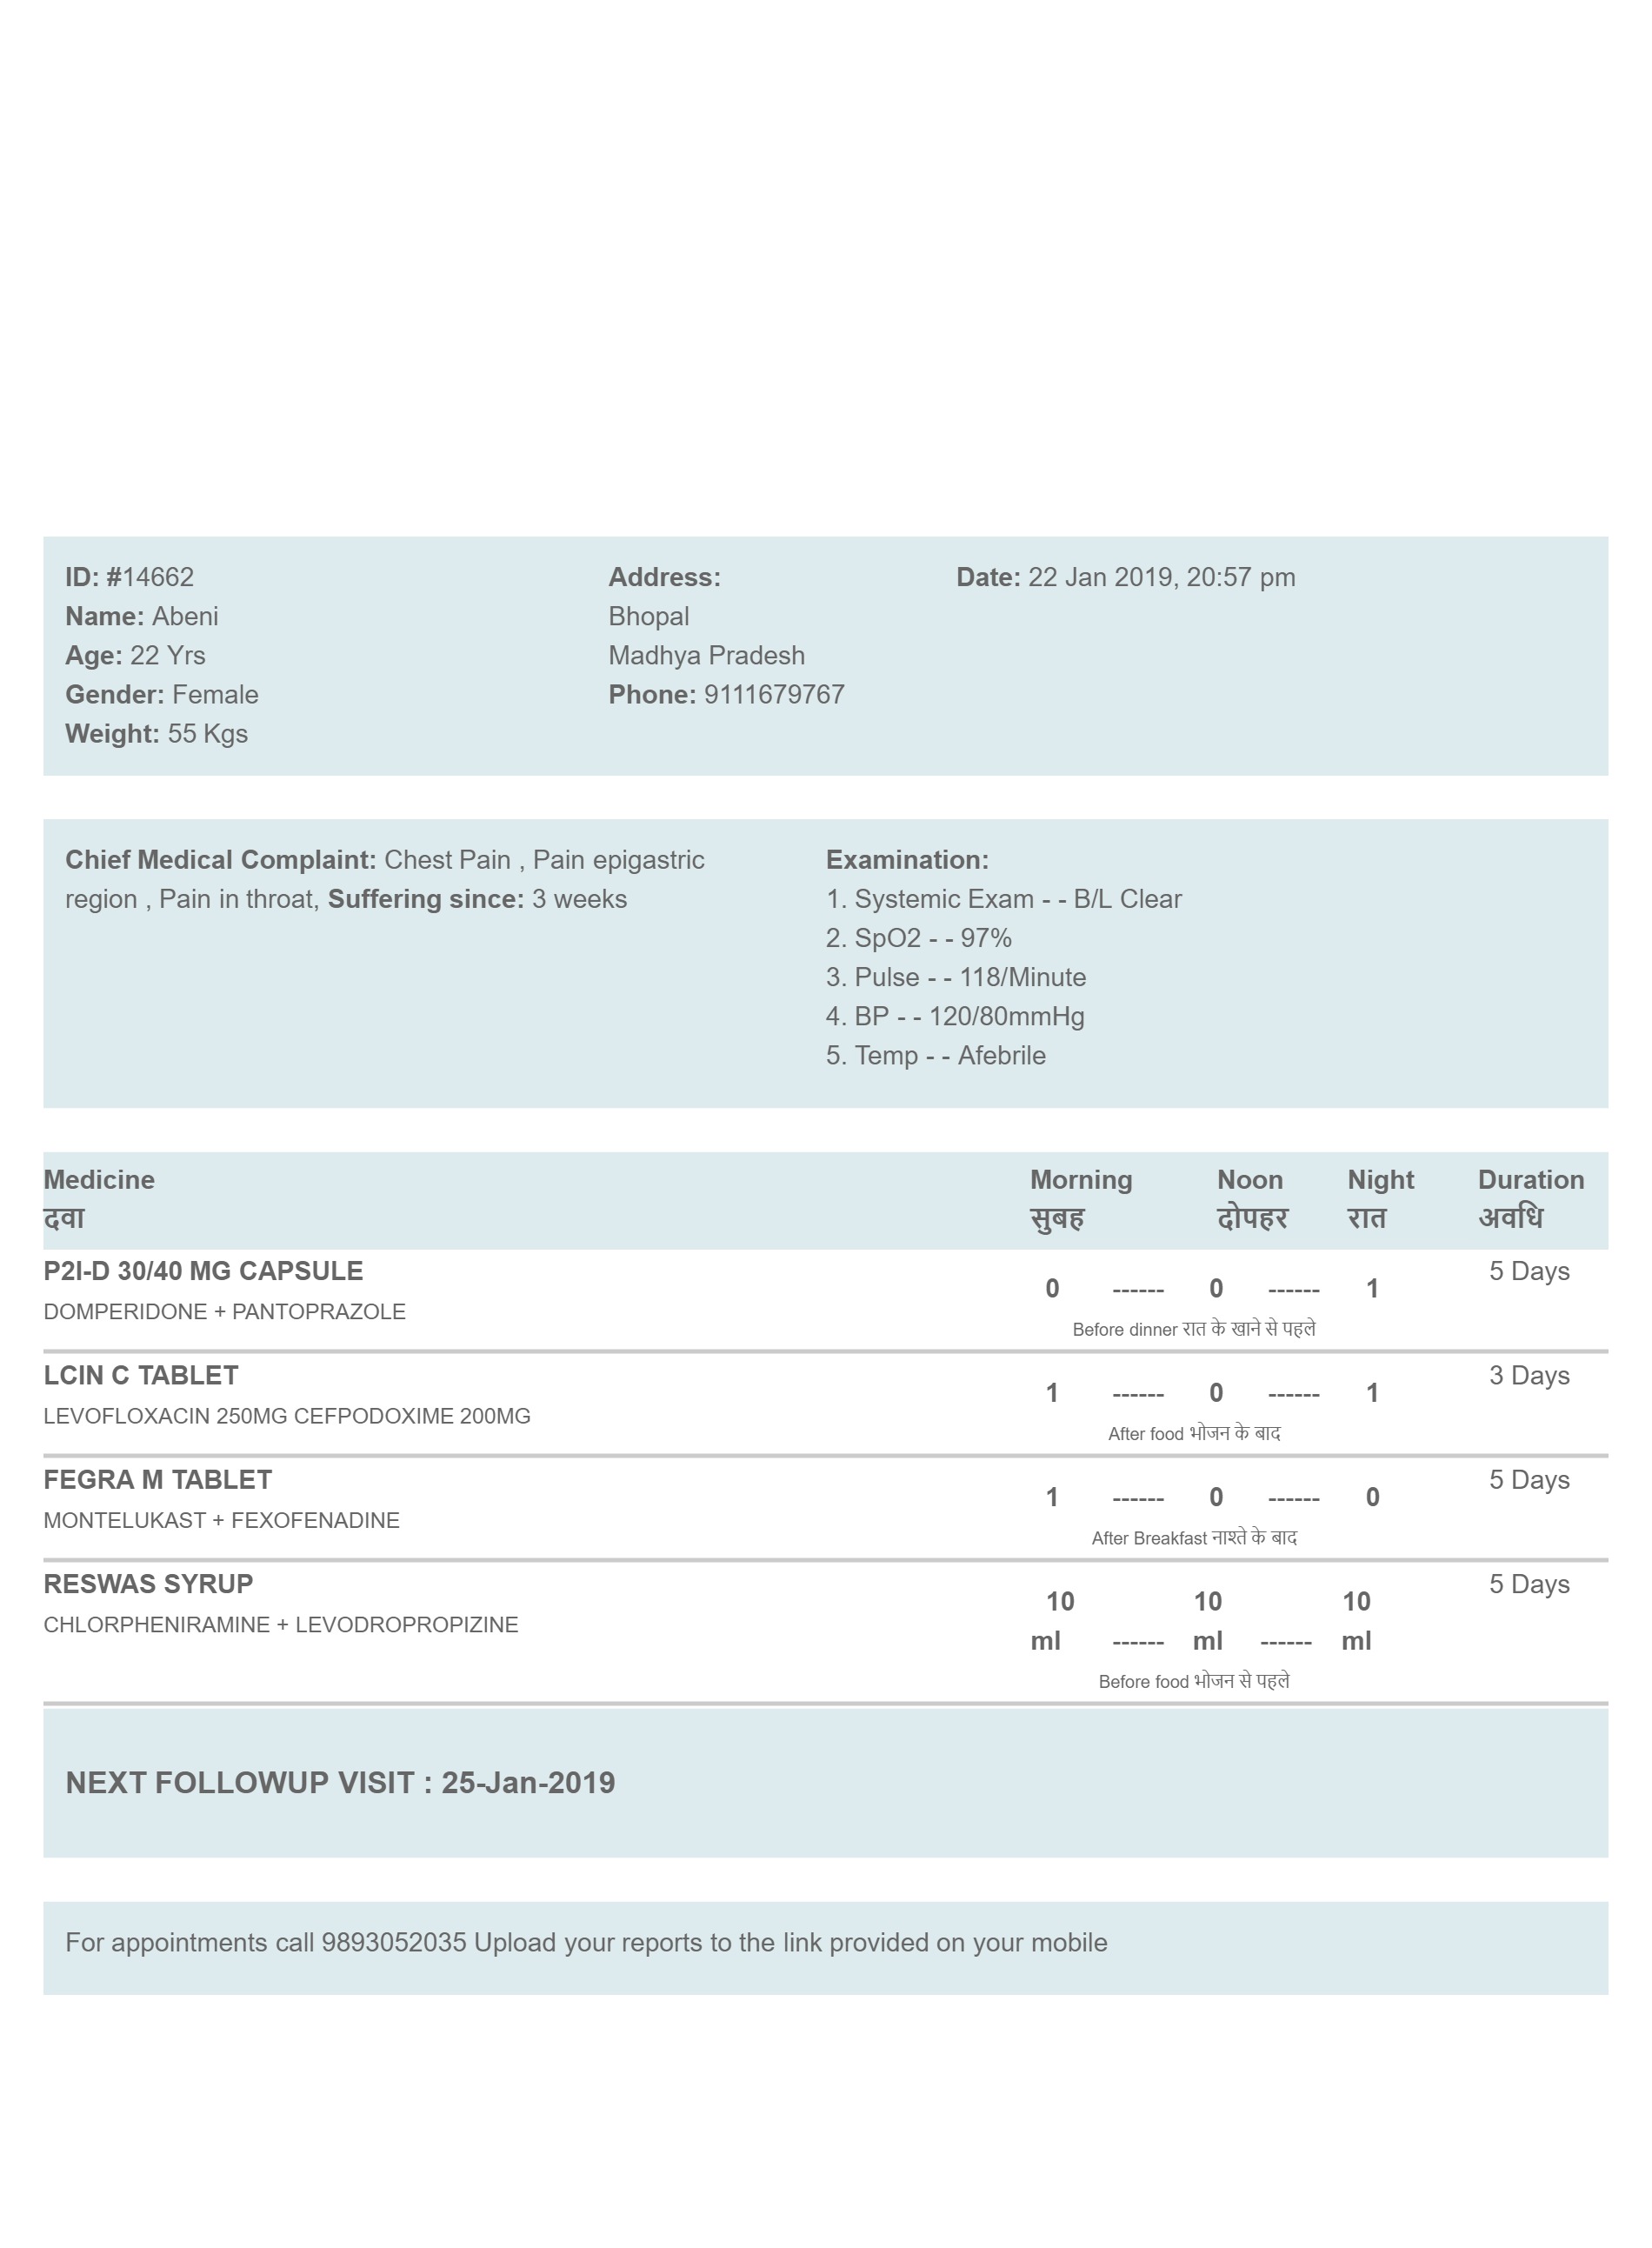 ID: #14662
Name: Abeni
Age: 22 Yrs
Gender: Female
Weight: 55 Kgs
Address:
Bhopal
Madhya Pradesh
Phone: 9111679767
Date: 22 Jan 2019, 20:57 pm
Chief Medical Complaint: Chest Pain , Pain epigastric
region , Pain in throat, Suffering since: 3 weeks
Examination:
1. Systemic Exam - - B/L Clear
2. SpO2 - - 97%
3. Pulse - - 118/Minute
4. BP - - 120/80mmHg
5. Temp - - Afebrile
Medicine Morning Noon Night Duration
दवा सुबह दोपहर रात अवधि
P2I-D 30/40 MG CAPSULE 0 ------ 0 ------ 1 5 Days
DOMPERIDONE + PANTOPRAZOLE
Before dinner रात के खाने से पहले
LCIN C TABLET 1 ------ 0 ------ 1 3 Days
LEVOFLOXACIN 250MG CEFPODOXIME 200MG
After food भोजन के बाद
FEGRA M TABLET 1 ------ 0 ------ 0 5 Days
MONTELUKAST + FEXOFENADINE
After Breakfast नाश्ते के बाद
RESWAS SYRUP 5 Days
10 10 10
CHLORPHENIRAMINE + LEVODROPROPIZINE
ml ------ ml ------ ml
Before food भोजन से पहले
NEXT FOLLOWUP VISIT : 25-Jan-2019
For appointments call 9893052035 Upload your reports to the link provided on your mobile